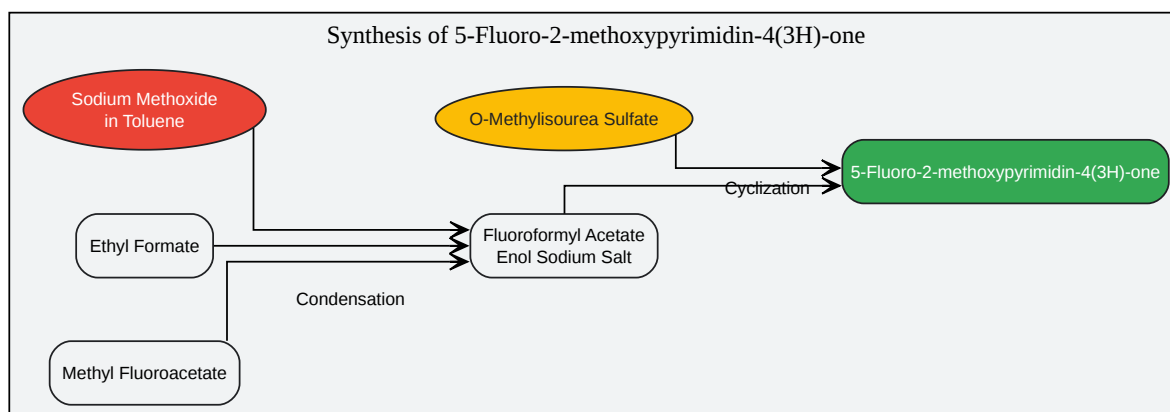 Synthesis of 5-Fluoro-2-methoxypyrimidin-4(3H)-one
Sodium Methoxide
in Toluene
O-Methylisourea Sulfate
5-Fluoro-2-methoxypyrimidin-4(3H)-one
Cyclization
Ethyl Formate
Fluoroformyl Acetate
Enol Sodium Salt
Condensation
Methyl Fluoroacetate